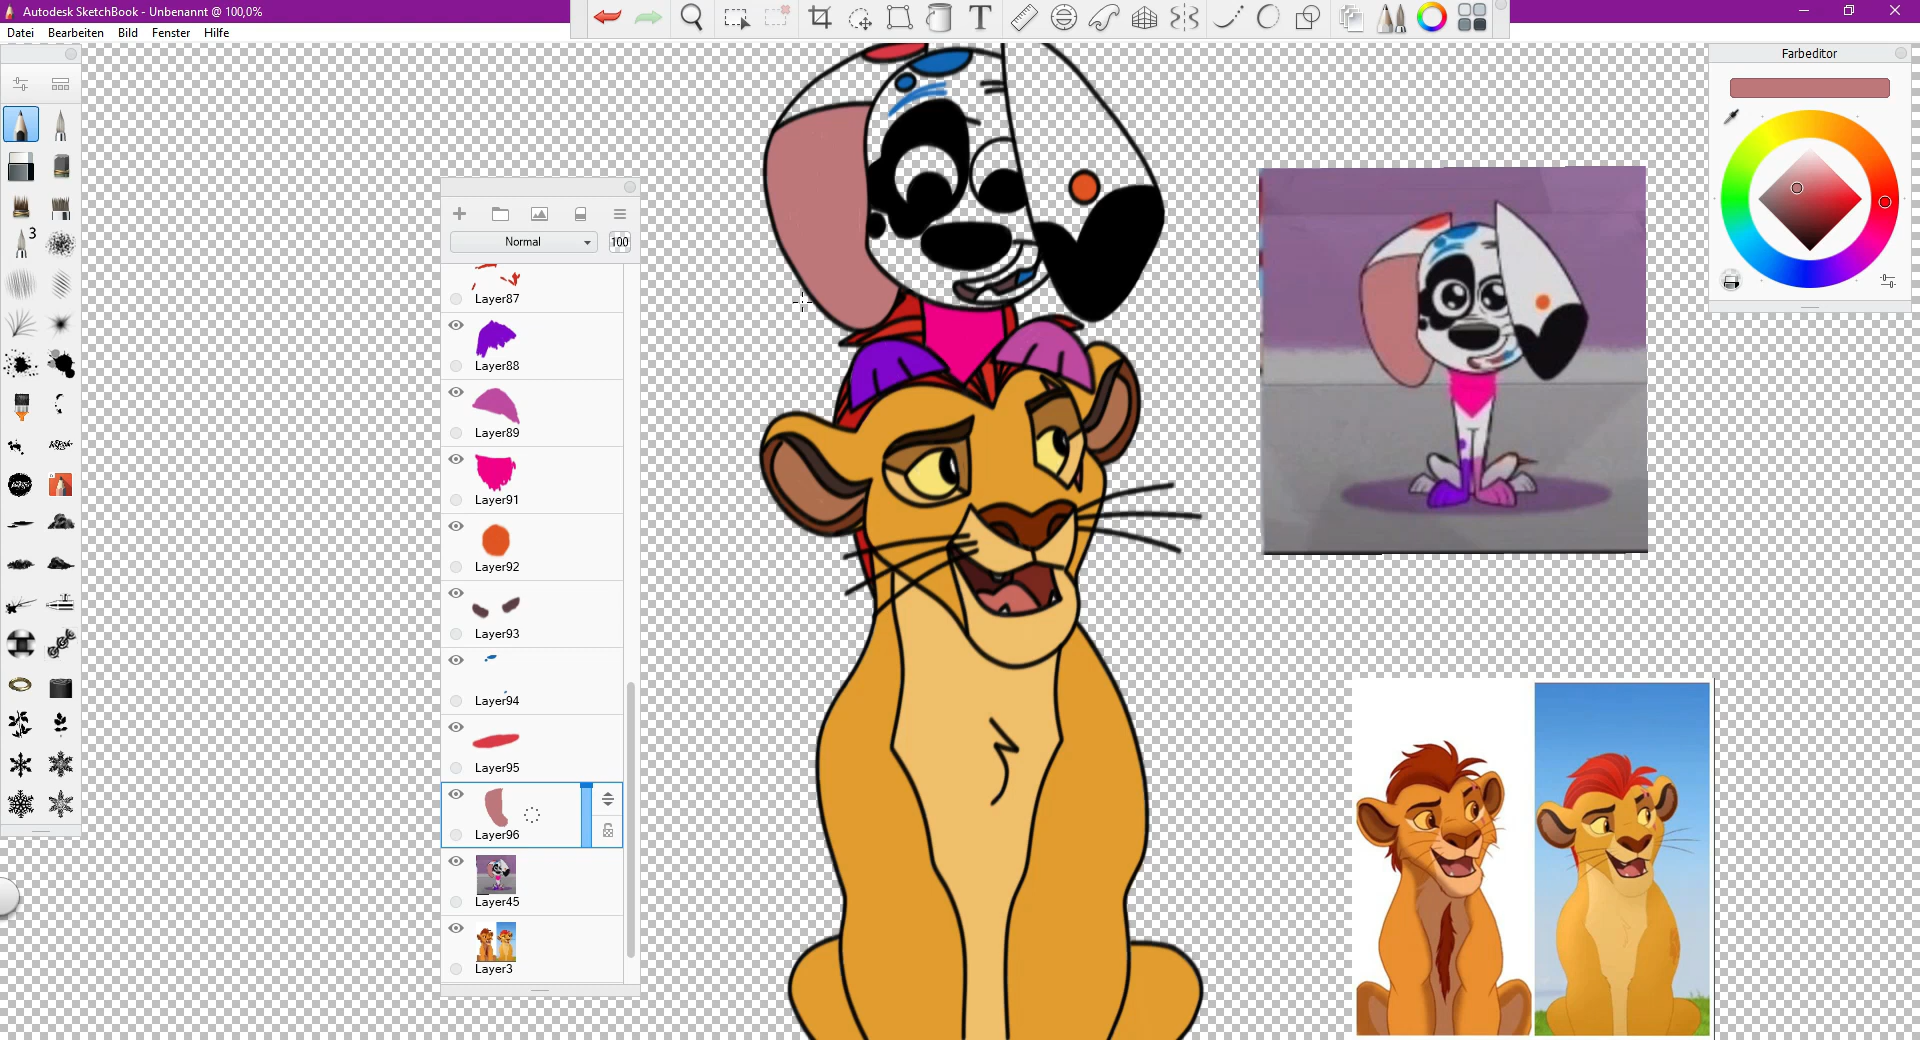 Autodesk SketchBook - Unbenannt @ 100,0%
Datei Bearbeiten Bild Fenster Hilfe
T
Farbeditor
3
Normal 100
Layer87
Layer88
Layer89
Layer91
Layer92
Layer93
Layer94
Layer95
Layer96
Layer45
Layer3